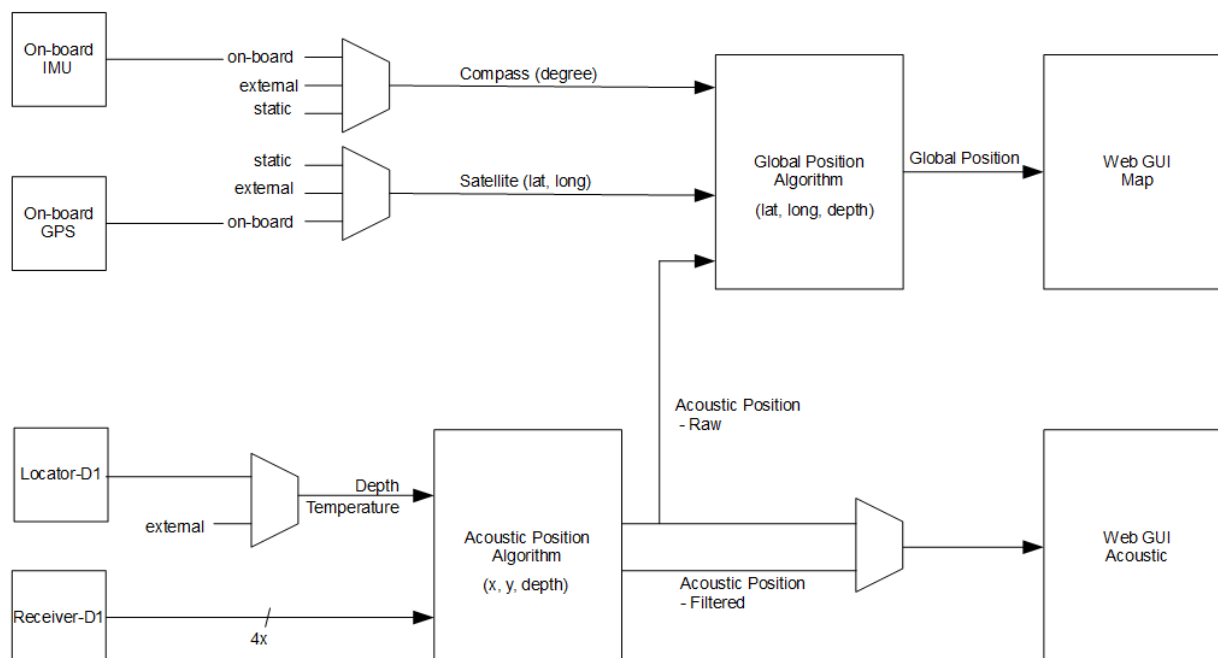 On-board
IMU
on-board
external
static
Compass (degree)
static
external
on-board
Satellite (lat, long)
On-board
GPS
Global Position
Algorithm
(lat, long, depth)
Global Position
Web GUI
Map
Acoustic Position
- Raw
Locator-D1
external
Depth
Temperature
Receiver-D1
4x
Acoustic Position
Algorithm
(x, y, depth)
Acoustic Position
- Filtered
Web GUI
Acoustic